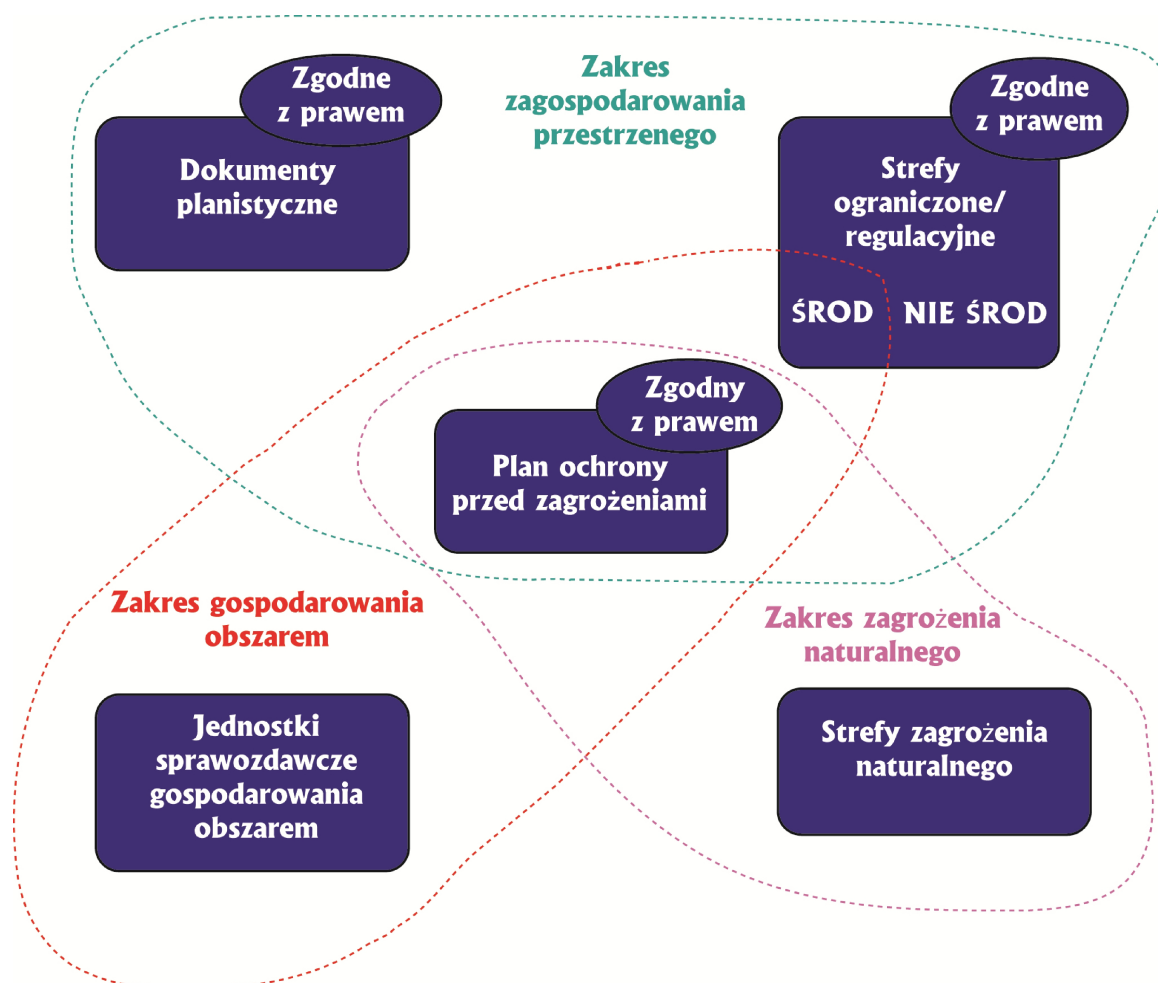 Zgodne
z prawem
Dokumenty
planistyczne
Zakres
zagospodarowania
przestrzenego
Zgodne
z prawem
Strefy
ograniczone/
regulacyjne
ŚROD NIE ŚROD
Zgodny
z prawem
Plan ochrony
przed zagrożeniami
Zakres gospodarowania
obszarem
Zakres zagrożenia
naturalnego
Jednostki
sprawozdawcze
gospodarowania
obszarem
Strefy zagrożenia
naturalnego